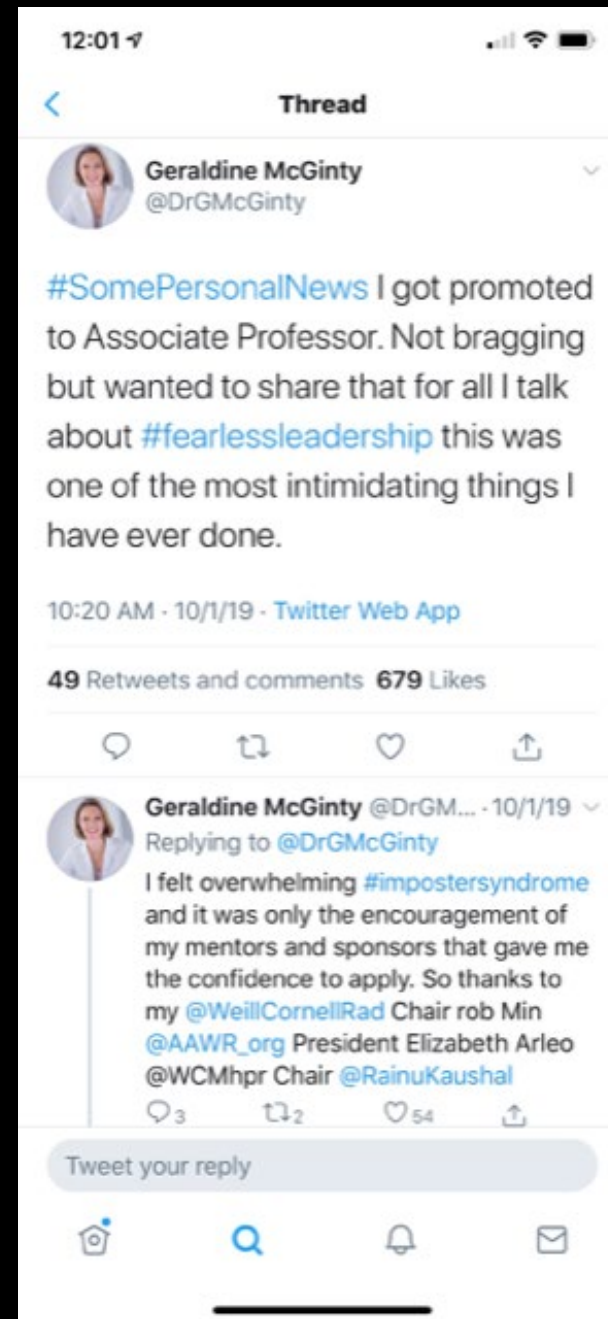 12:01
Thread
Geraldine McGinty
@DrGMcGinty
#SomePersonalNews I got promoted
to Associate Professor. Not bragging
but wanted to share that for all I talk
about #fearlessleadership this was
one of the most intimidating things I
have ever done.
10:20 AM · 10/1/19 · Twitter Web App
49 Retweets and comments 679 Likes
Geraldine McGinty @DrGM... · 10/1/19
Replying to @DrGMcGinty
I felt overwhelming #impostersyndrome
and it was only the encouragement of
my mentors and sponsors that gave me
the confidence to apply. So thanks to
my @WeillCornellRad Chair rob Min
@AAWR_org President Elizabeth Arleo
@WCMhpr Chair @RainuKaushal
3 2 54
Tweet your reply